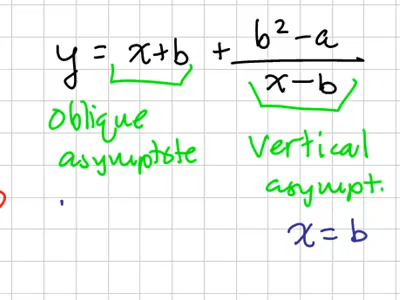 y = x+b + b² - a / x - b
Oblique asymptote
Vertical asympt.
x = b